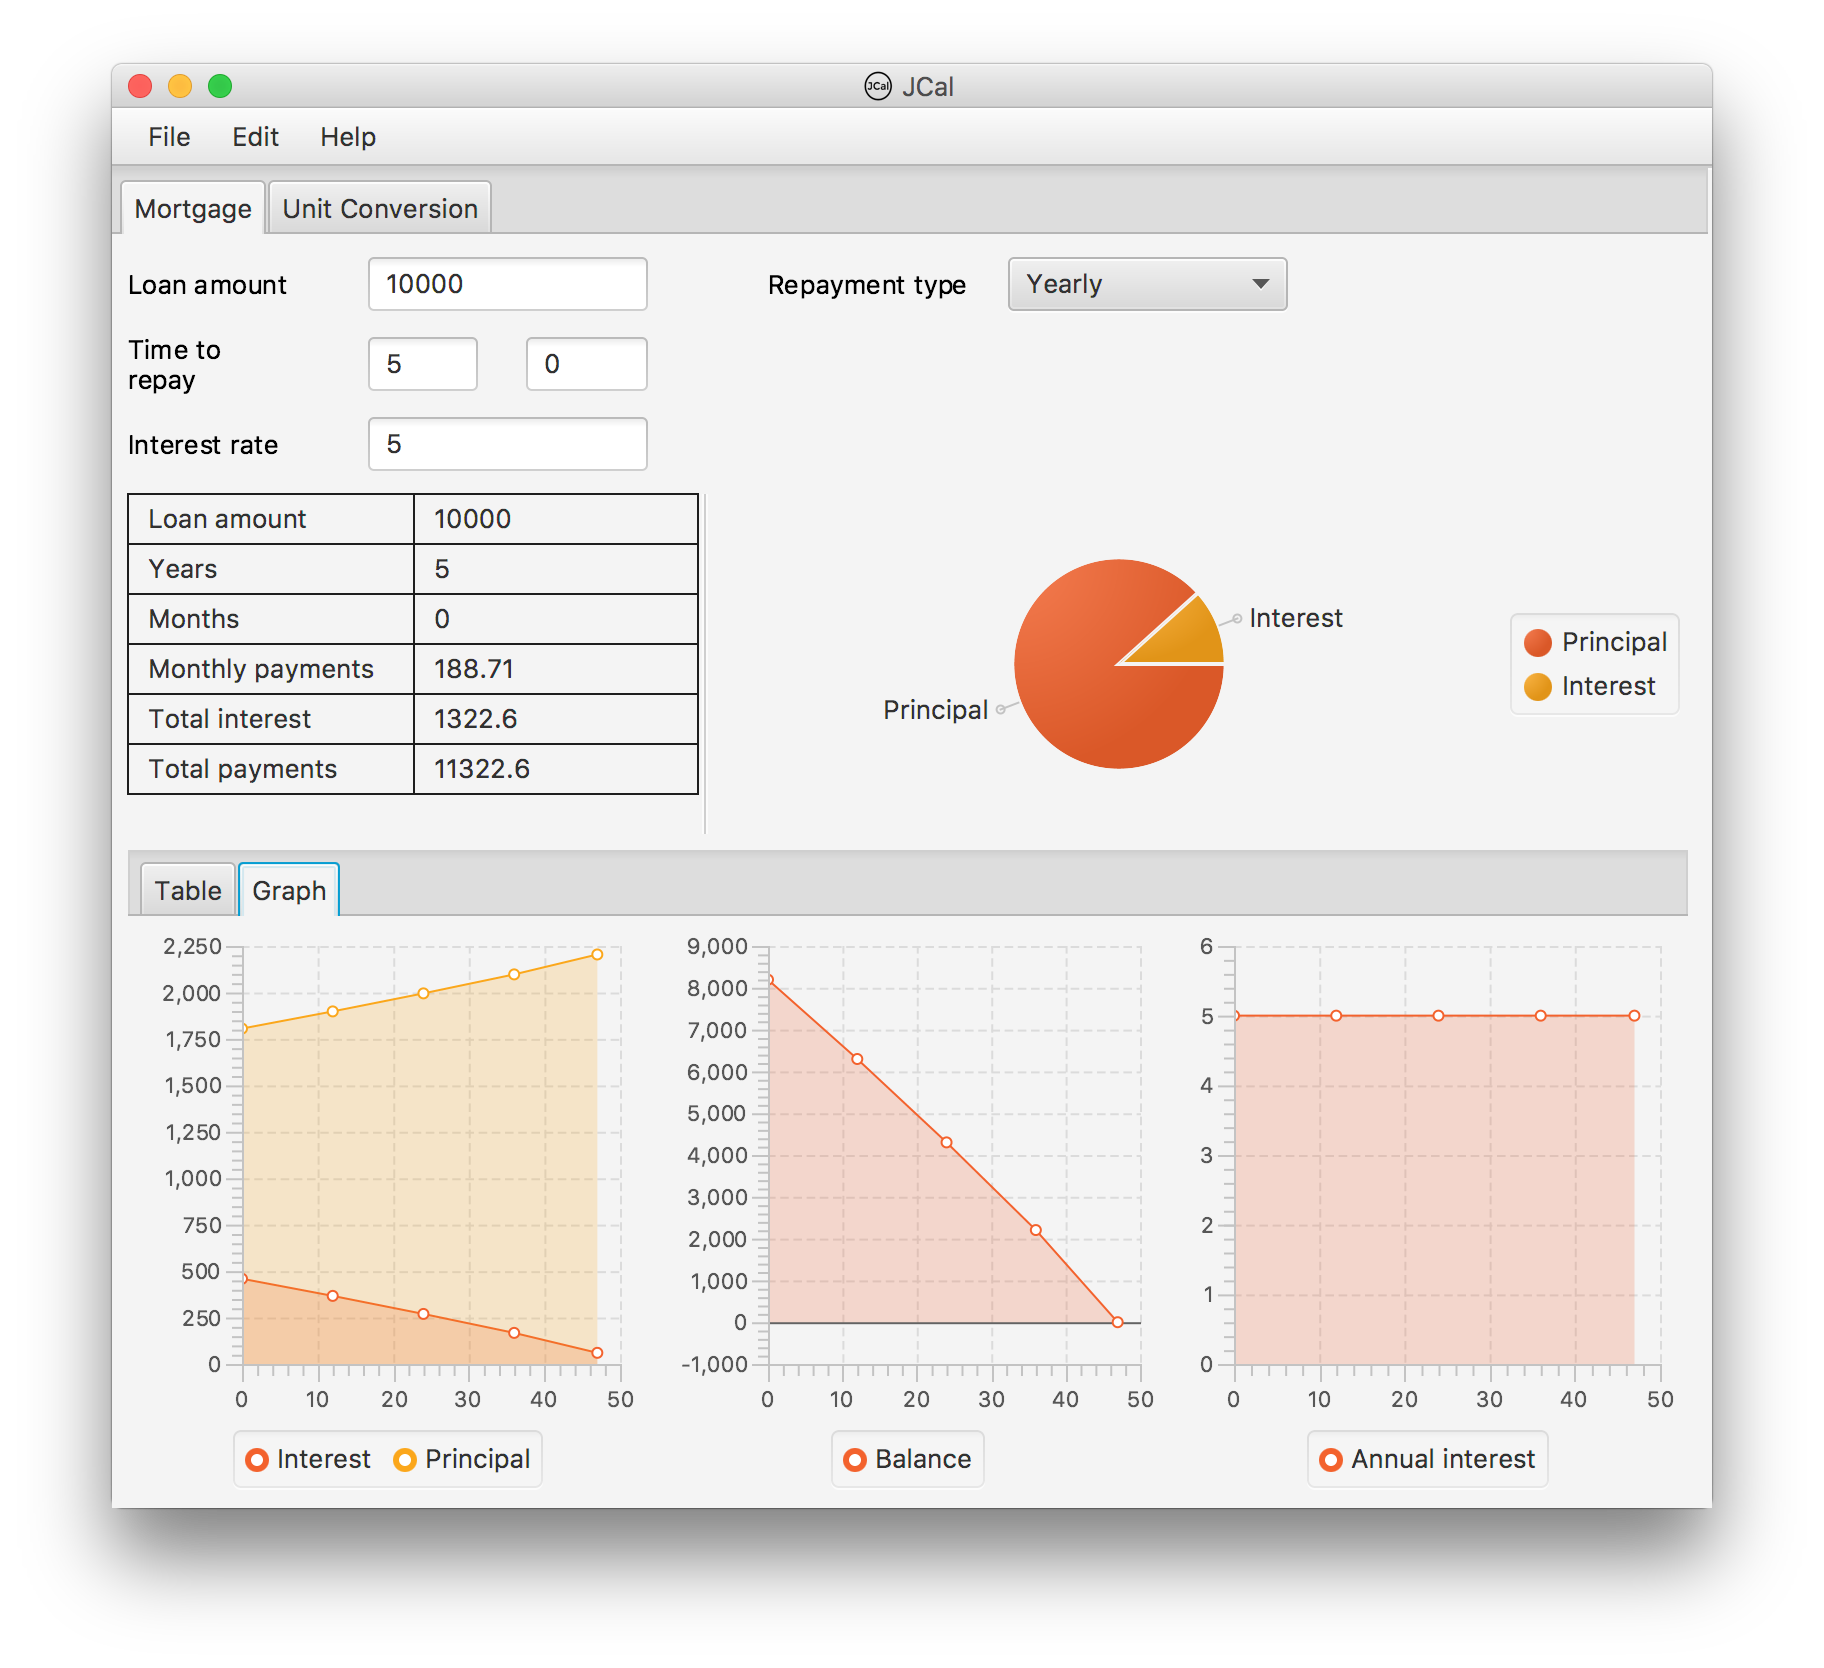 JCal JCal
File Edit Help
Mortgage Unit Conversion
Loan amount 10000 Repayment type Yearly
Time to
repay 5 0
Interest rate 5
Loan amount 10000
Years 5
Months 0
Monthly payments 188.71
Total interest 1322.6
Total payments 11322.6
Interest
Principal
Principal
Interest
Table Graph
2,250
2,000
1,750
1,500
1,250
1,000
750
500
250
0
0 10 20 30 40 50
Interest Principal
9,000
8,000
7,000
6,000
5,000
4,000
3,000
2,000
1,000
0
-1,000
0 10 20 30 40 50
Balance
6
5
4
3
2
1
0
0 10 20 30 40 50
Annual interest